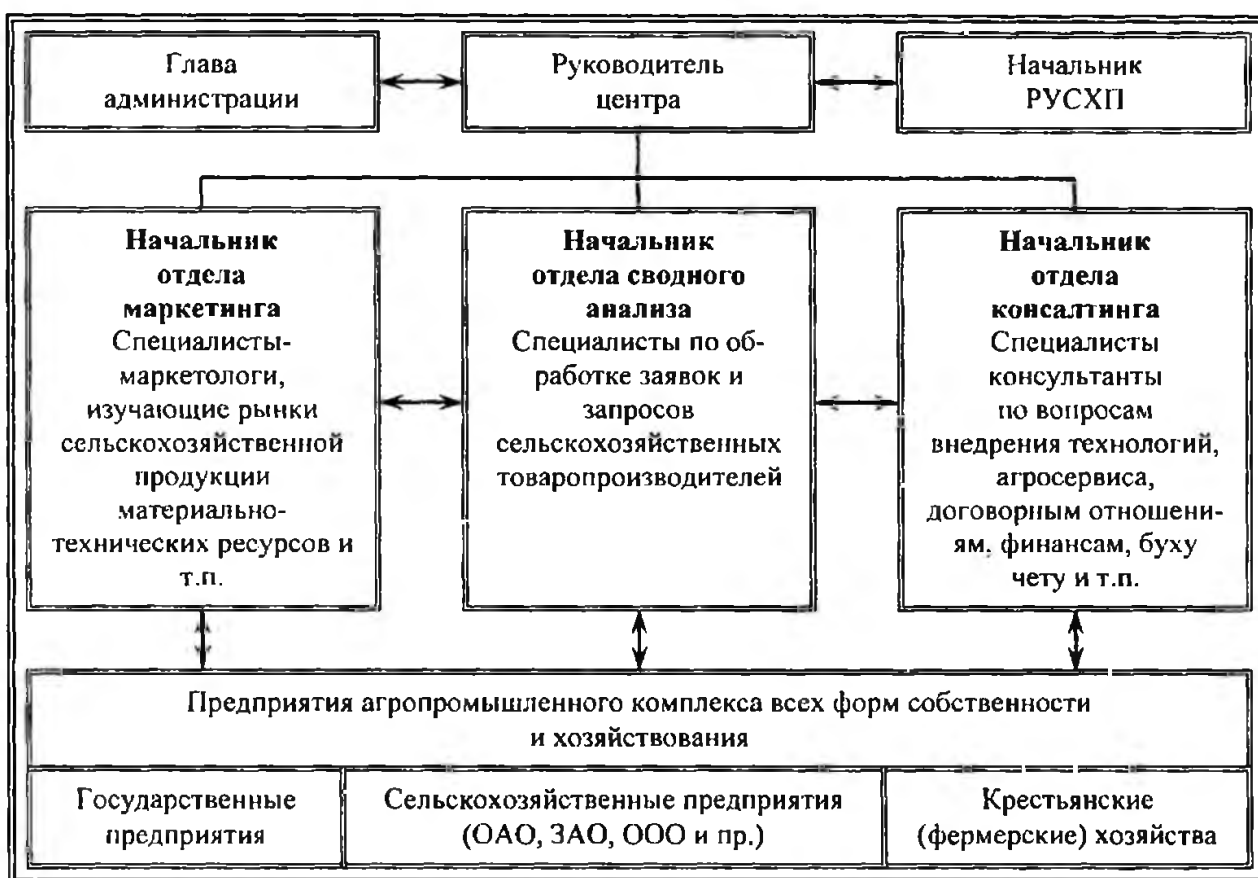 Глава
администрации
Руководитель
центра
Начальник
РУСХП
Начальник
отдела
маркетинга
Специалисты-
маркетологи,
изучающие рынки
сельскохозяйственной
продукции
материально-
технических ресурсов и
т.п.
Начальник
отдела сводного
анализа
Специалисты по об-
работке заявок и
запросов
сельскохозяйственных
товаропроизводителей
Начальник
отдела
консалтинга
Специалисты
консультанты
по вопросам
внедрения технологий,
агросервиса,
договорным отношени-
ям, финансам, буху
чету и т.п.
Предприятия агропромышленного комплекса всех форм собственности
и хозяйствования
Государственные
предприятия
Сельскохозяйственные предприятия
(ОАО, ЗАО, ООО и пр.)
Крестьянские
(фермерские) хозяйства